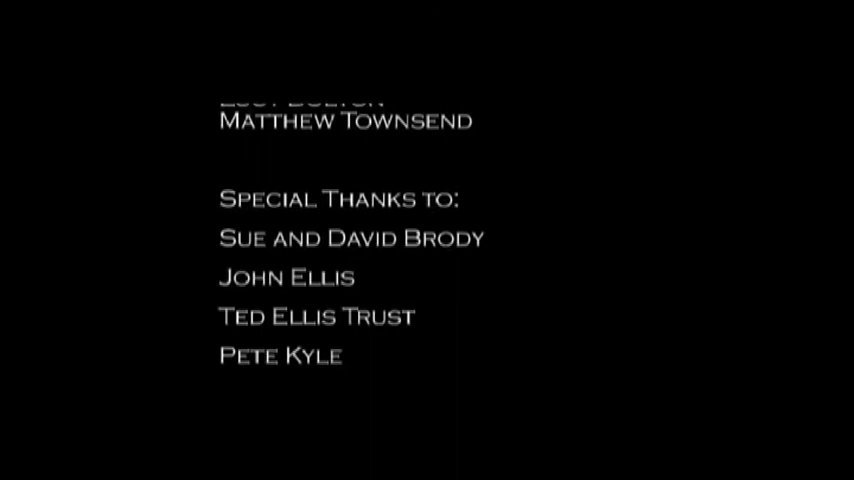 Matthew Townsend
Special Thanks to:
Sue and David Brody
John Ellis
Ted Ellis Trust
Pete Kyle